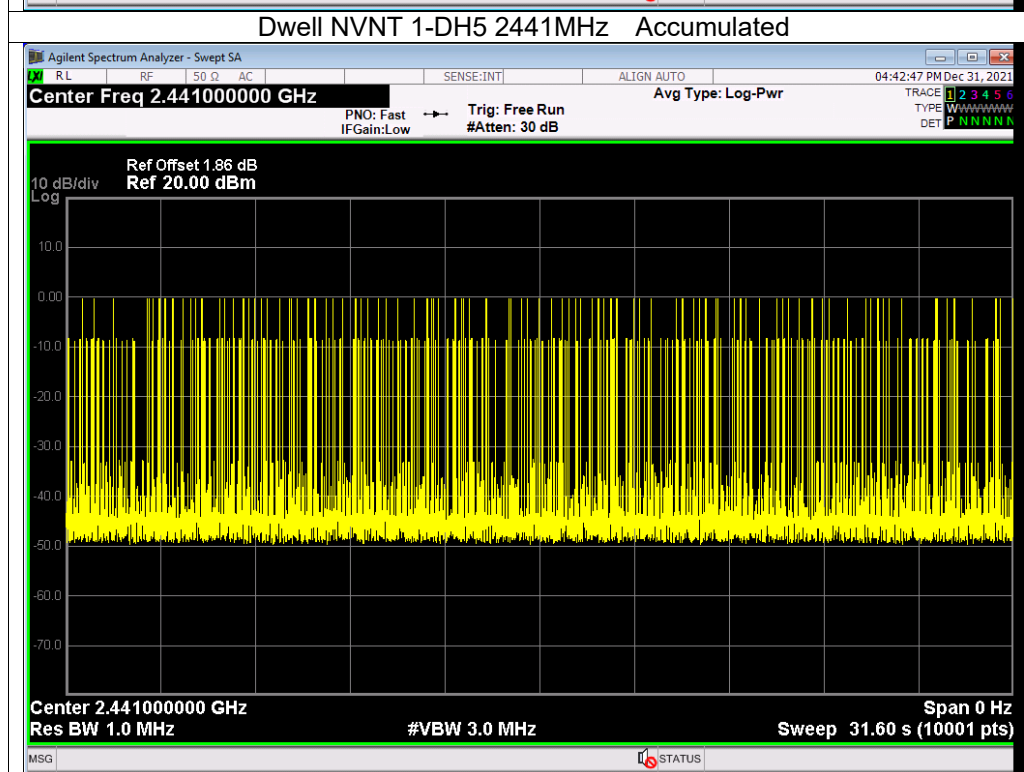 Dwell NVNT 1-DH5 2441MHz Accumulated
Agilent Spectrum Analyzer - Swept SA
LXI RL RF 50 Ω AC SENSE:INT ALIGN AUTO 04:42:47 PM Dec 31, 2021
Center Freq 2.441000000 GHz Avg Type: Log-Pwr TRACE 1 2 3 4 5 6
PNO: Fast Trig: Free Run TYPE WWWWWW
IFGain:Low #Atten: 30 dB DET P N N N N N
Ref Offset 1.86 dB
10 dB/div Ref 20.00 dBm
Log
10.0
0.00
-10.0
-20.0
-30.0
-40.0
-50.0
-60.0
-70.0
Center 2.441000000 GHz Span 0 Hz
Res BW 1.0 MHz #VBW 3.0 MHz Sweep 31.60 s (10001 pts)
MSG STATUS